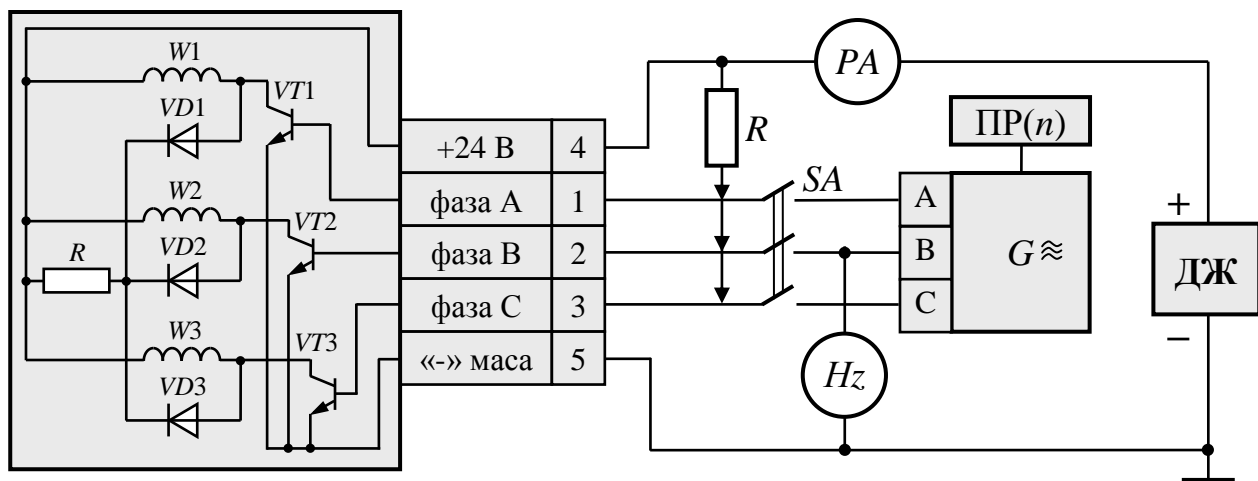 W1
VT1
VD1
W2
VT2
R
VD2
W3
VT3
VD3
+24 В 4
фаза А 1
фаза В 2
фаза С 3
«-» маса 5
PA
R
SA
Hz
ПР(n)
А
В
С
G ≈
+
ДЖ
−